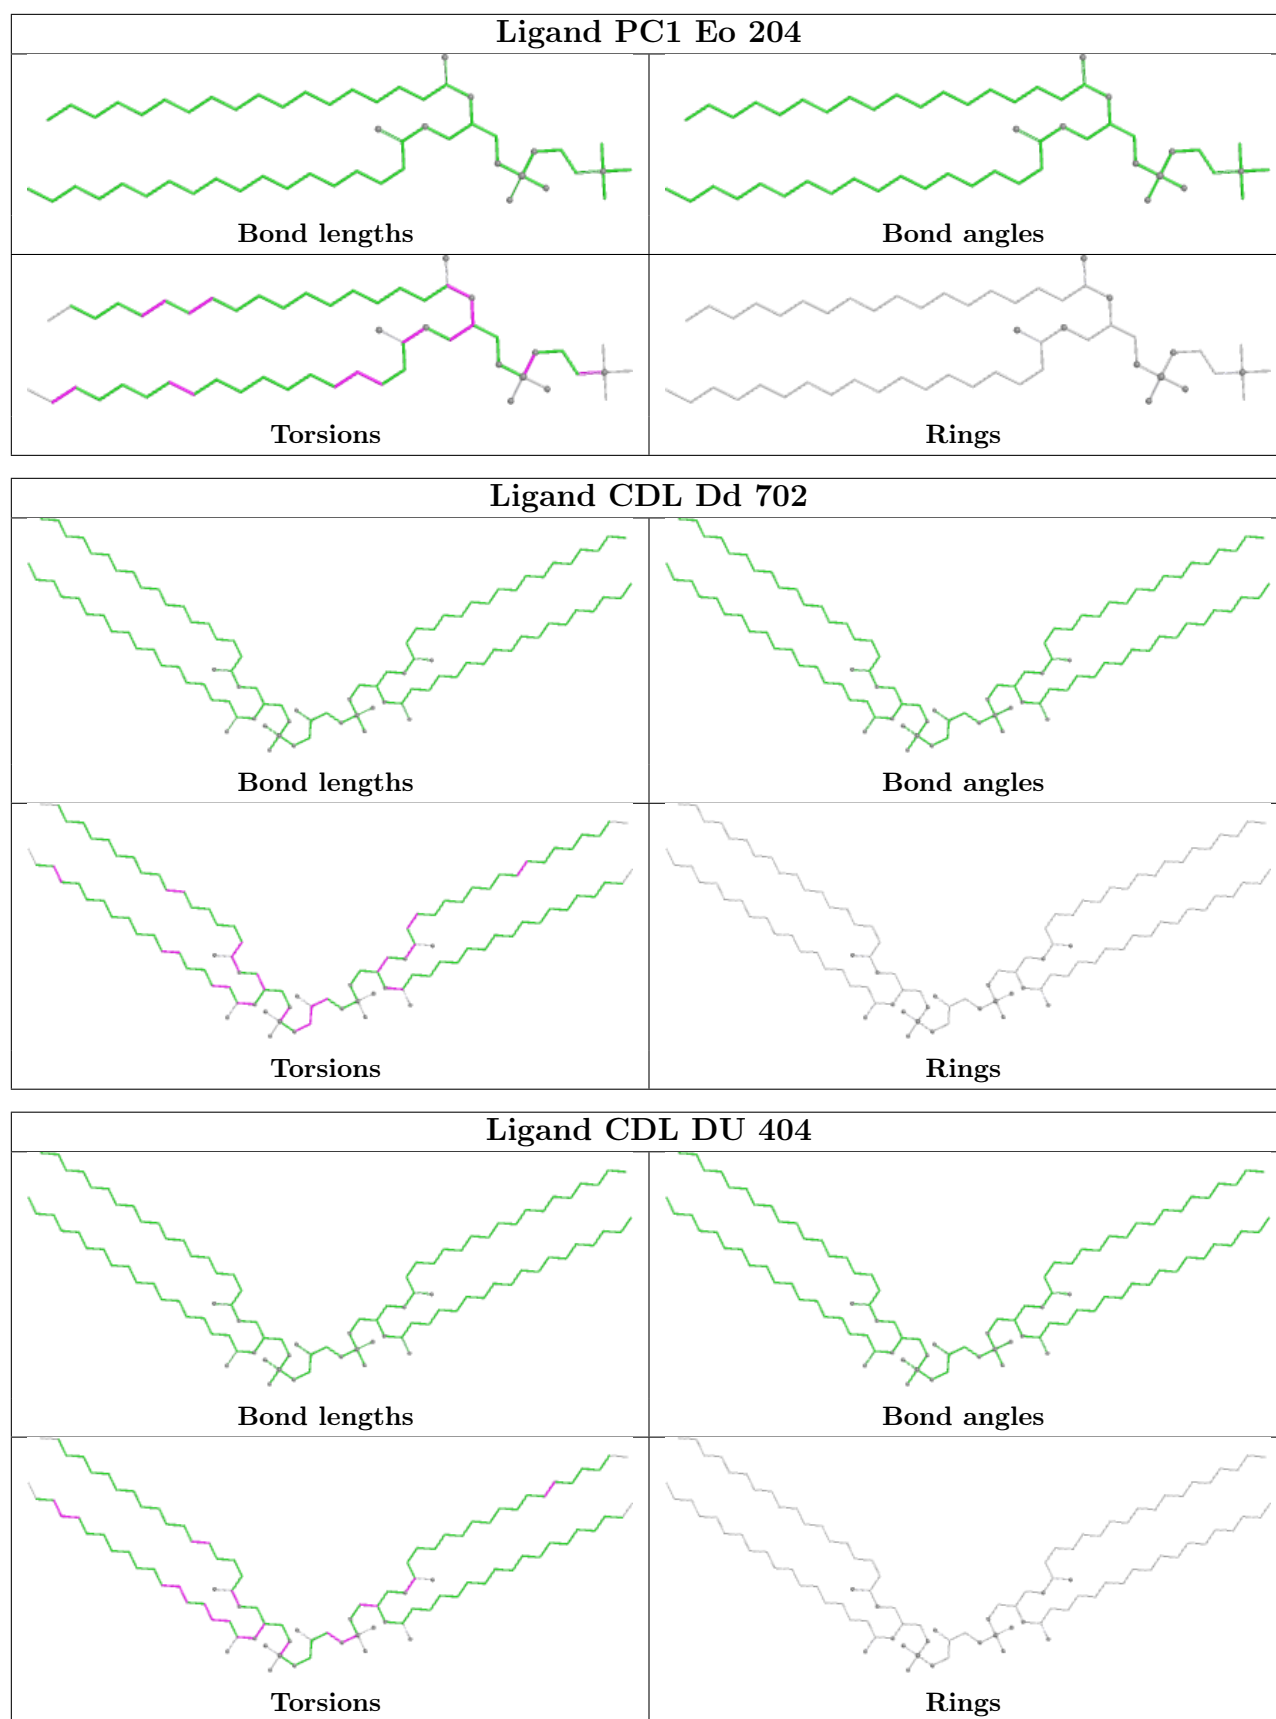 Ligand PC1 Eo 204
Bond lengths
Bond angles
Torsions
Rings
Ligand CDL Dd 702
Bond lengths
Bond angles
Torsions
Rings
Ligand CDL DU 404
Bond lengths
Bond angles
Torsions
Rings